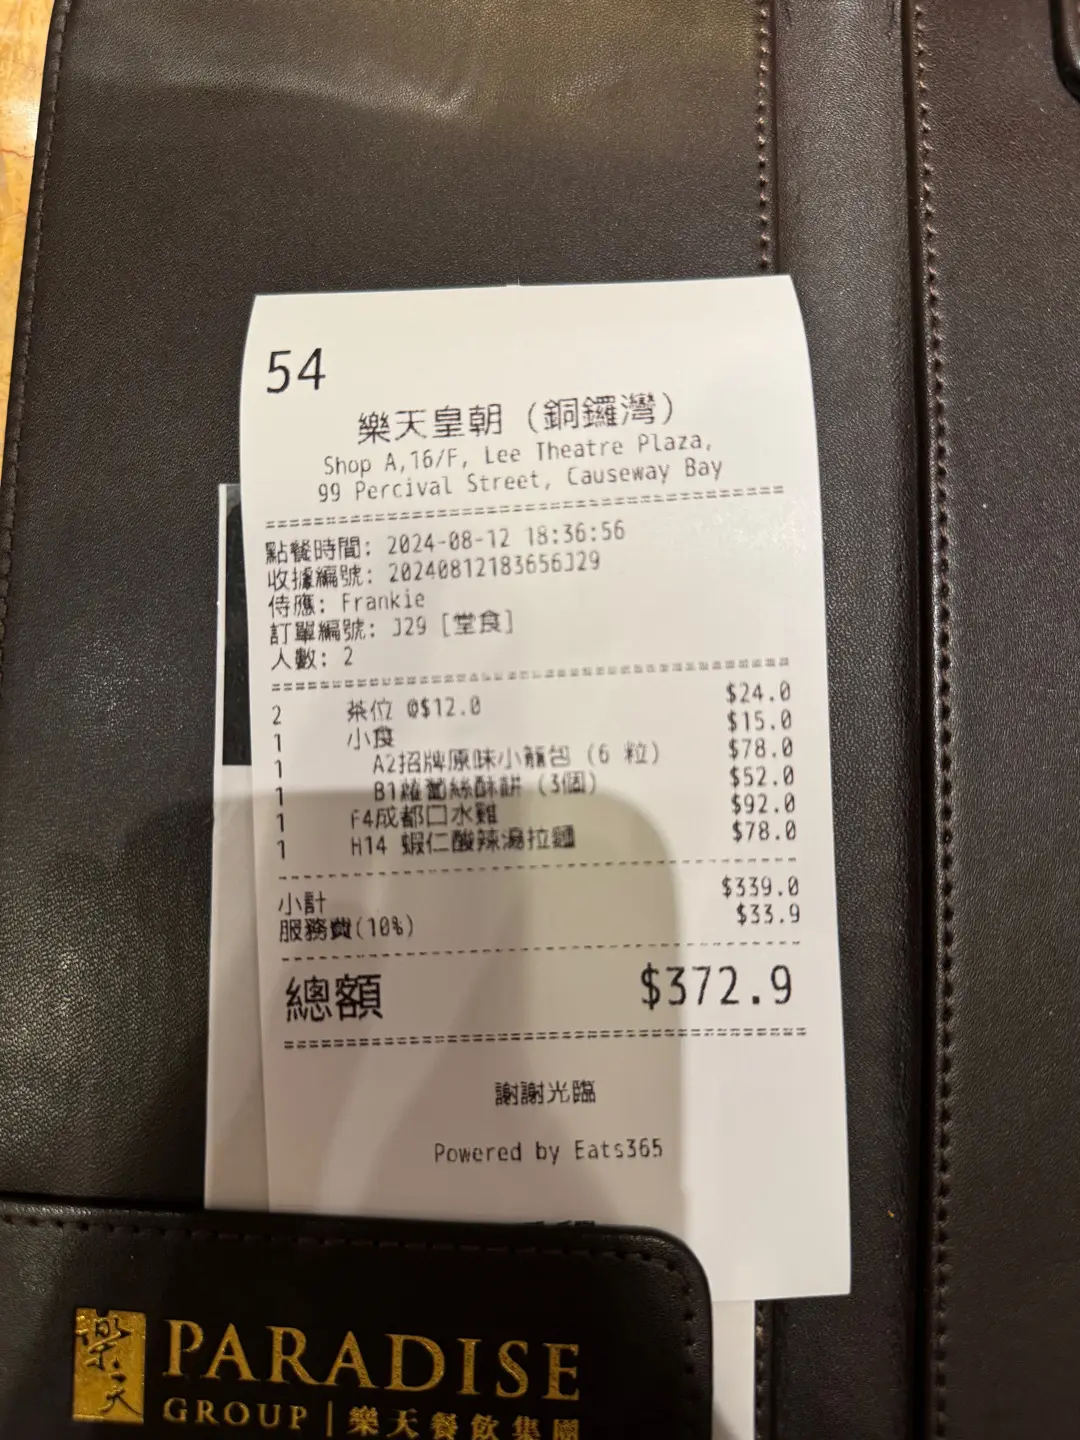 54
樂天皇朝 (銅鑼灣)
Shop A,16/F, Lee Theatre Plaza,
99 Percival Street, Causeway Bay
點餐時間: 2024-08-12 18:36:56
收據編號: 20240812183656J29
侍應: Frankie
訂單編號: J29 [堂食]
人數: 2
2 茶位 @$12.0 $24.0
1 小食 $15.0
1 A2招牌原味小籠包 (6 粒) $78.0
1 B1蘿蔔絲酥餅 (3個) $52.0
1 F4成都口水雞 $92.0
1 H14 蝦仁酸辣湯拉麵 $78.0
小計 $339.0
服務費(10%) $33.9
總額 $372.9
謝謝光臨
Powered by Eats365
樂天 PARADISE
GROUP | 樂天餐飲集團